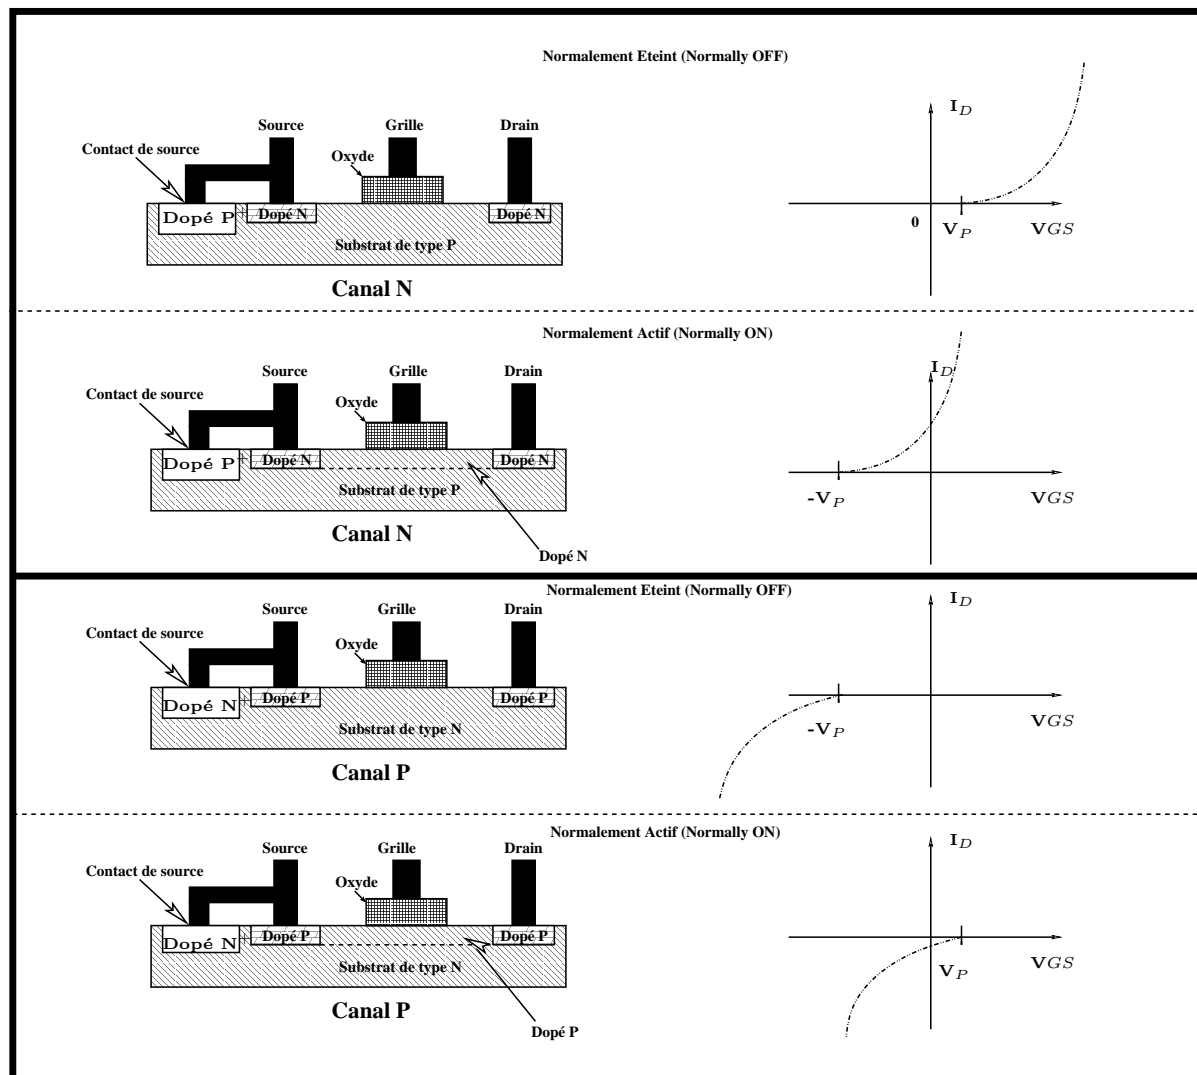 Normalement Eteint (Normally OFF)
I_D
Source
Grille
Drain
Contact de source
Oxyde
Dopé P
+
Dopé N
Dopé N
Substrat de type P
0
V_P
VGS
Canal N
Normalement Actif (Normally ON)
I_D
Source
Grille
Drain
Contact de source
Oxyde
Dopé P
+
Dopé N
Dopé N
Substrat de type P
-V_P
VGS
Canal N
Dopé N
Normalement Eteint (Normally OFF)
I_D
Source
Grille
Drain
Contact de source
Oxyde
Dopé N
+
Dopé P
Dopé P
Substrat de type N
-V_P
VGS
Canal P
Normalement Actif (Normally ON)
I_D
Source
Grille
Drain
Contact de source
Oxyde
Dopé N
+
Dopé P
Dopé P
Substrat de type N
V_P
VGS
Canal P
Dopé P